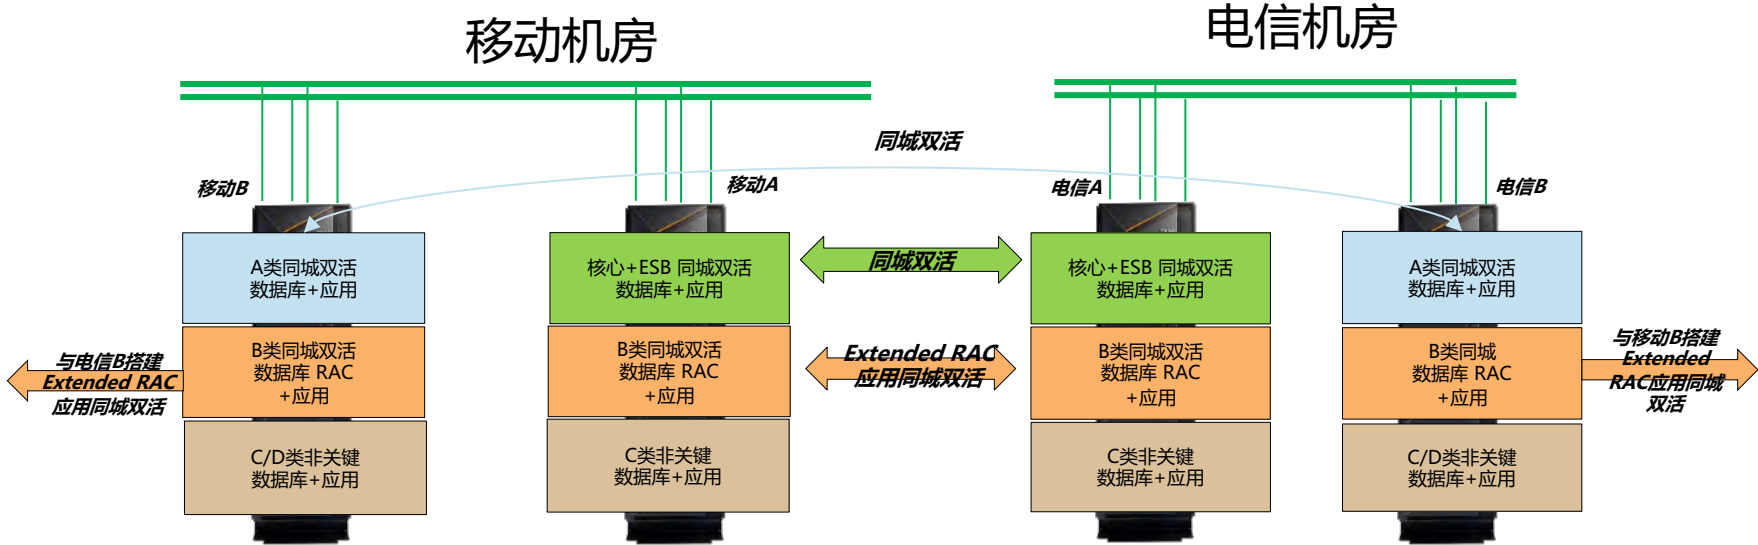 移动机房
电信机房
同城双活
移动B
移动A
电信A
电信B
A类同城双活
数据库+应用
核心+ESB 同城双活
数据库+应用
同城双活
核心+ESB 同城双活
数据库+应用
A类同城双活
数据库+应用
与电信B搭建
Extended RAC
应用同城双活
B类同城双活
数据库 RAC
+应用
B类同城双活
数据库 RAC
+应用
Extended RAC
应用同城双活
B类同城双活
数据库 RAC
+应用
B类同城
数据库 RAC
+应用
与移动B搭建
Extended
RAC应用同城
双活
C/D类非关键
数据库+应用
C类非关键
数据库+应用
C类非关键
数据库+应用
C/D类非关键
数据库+应用